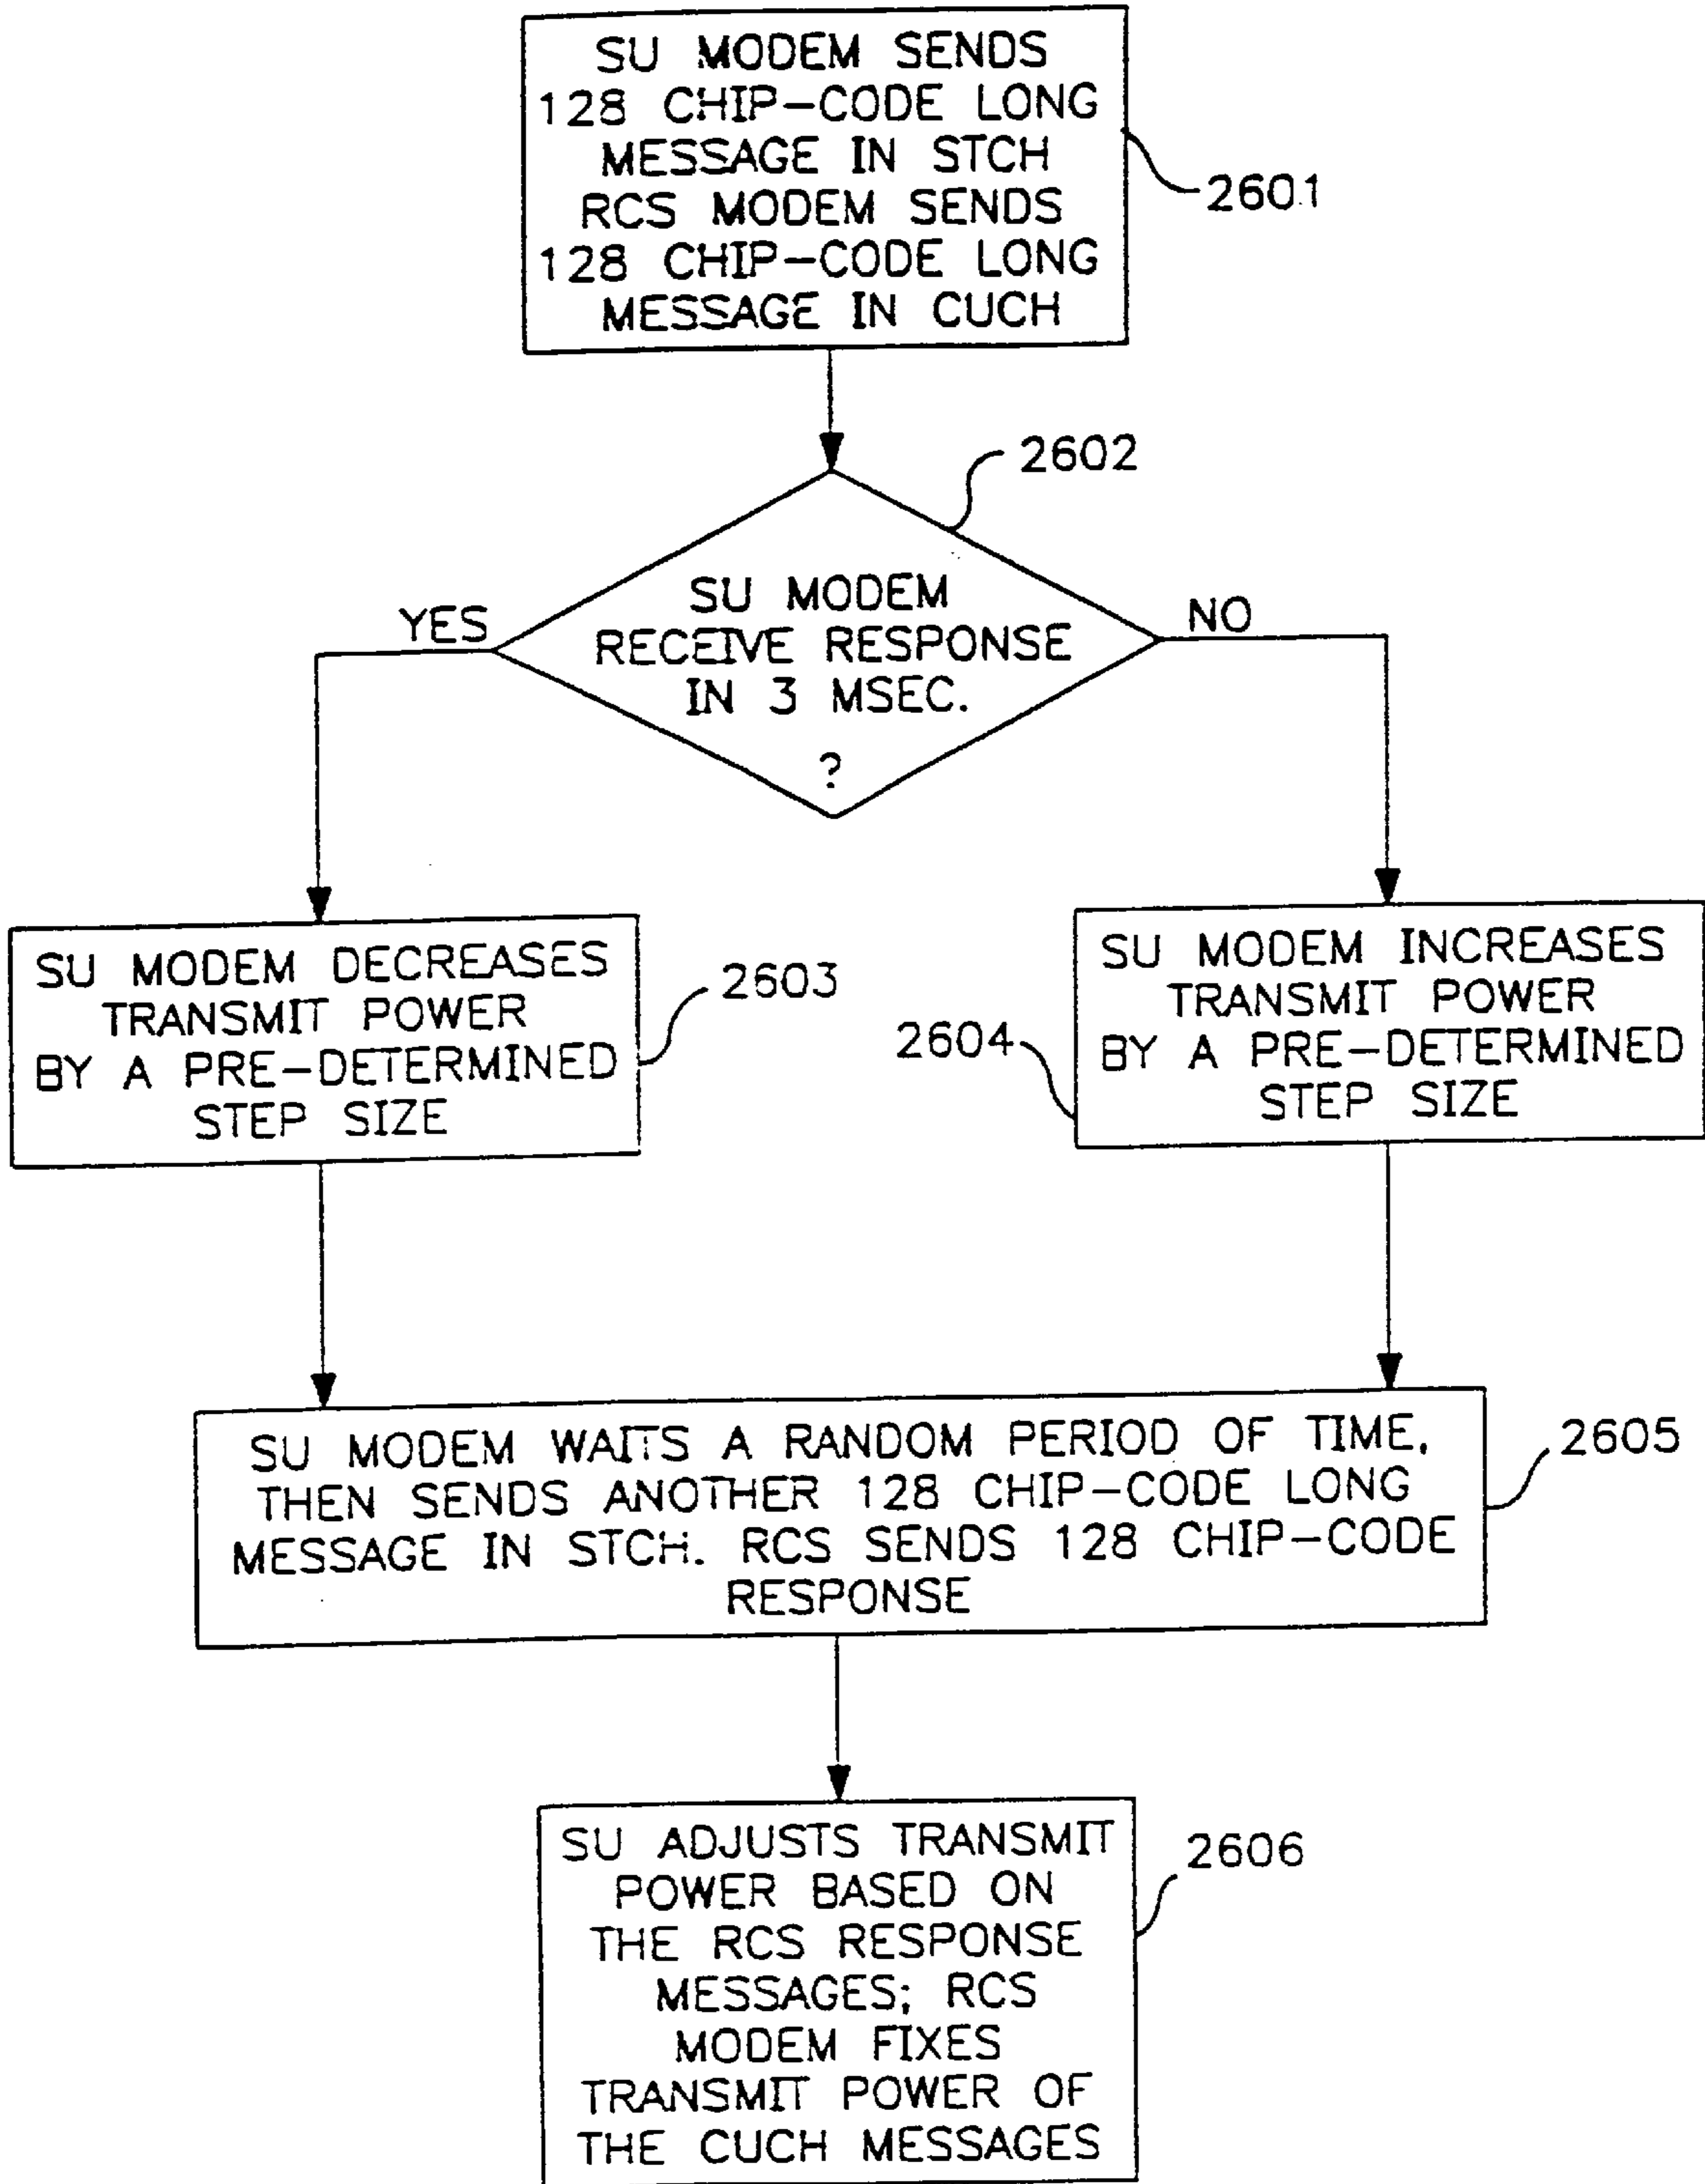 SU MODEM SENDS
128 CHIP-CODE LONG
MESSAGE IN STCH
RCS MODEM SENDS
128 CHIP-CODE LONG
MESSAGE IN CUCH
2601
2602
SU MODEM
RECEIVE RESPONSE
IN 3 MSEC.
?
YES
NO
SU MODEM DECREASES
TRANSMIT POWER
BY A PRE-DETERMINED
STEP SIZE
2603
SU MODEM INCREASES
TRANSMIT POWER
BY A PRE-DETERMINED
STEP SIZE
2604
SU MODEM WAITS A RANDOM PERIOD OF TIME,
THEN SENDS ANOTHER 128 CHIP-CODE LONG
MESSAGE IN STCH. RCS SENDS 128 CHIP-CODE
RESPONSE
2605
SU ADJUSTS TRANSMIT
POWER BASED ON
THE RCS RESPONSE
MESSAGES; RCS
MODEM FIXES
TRANSMIT POWER OF
THE CUCH MESSAGES
2606